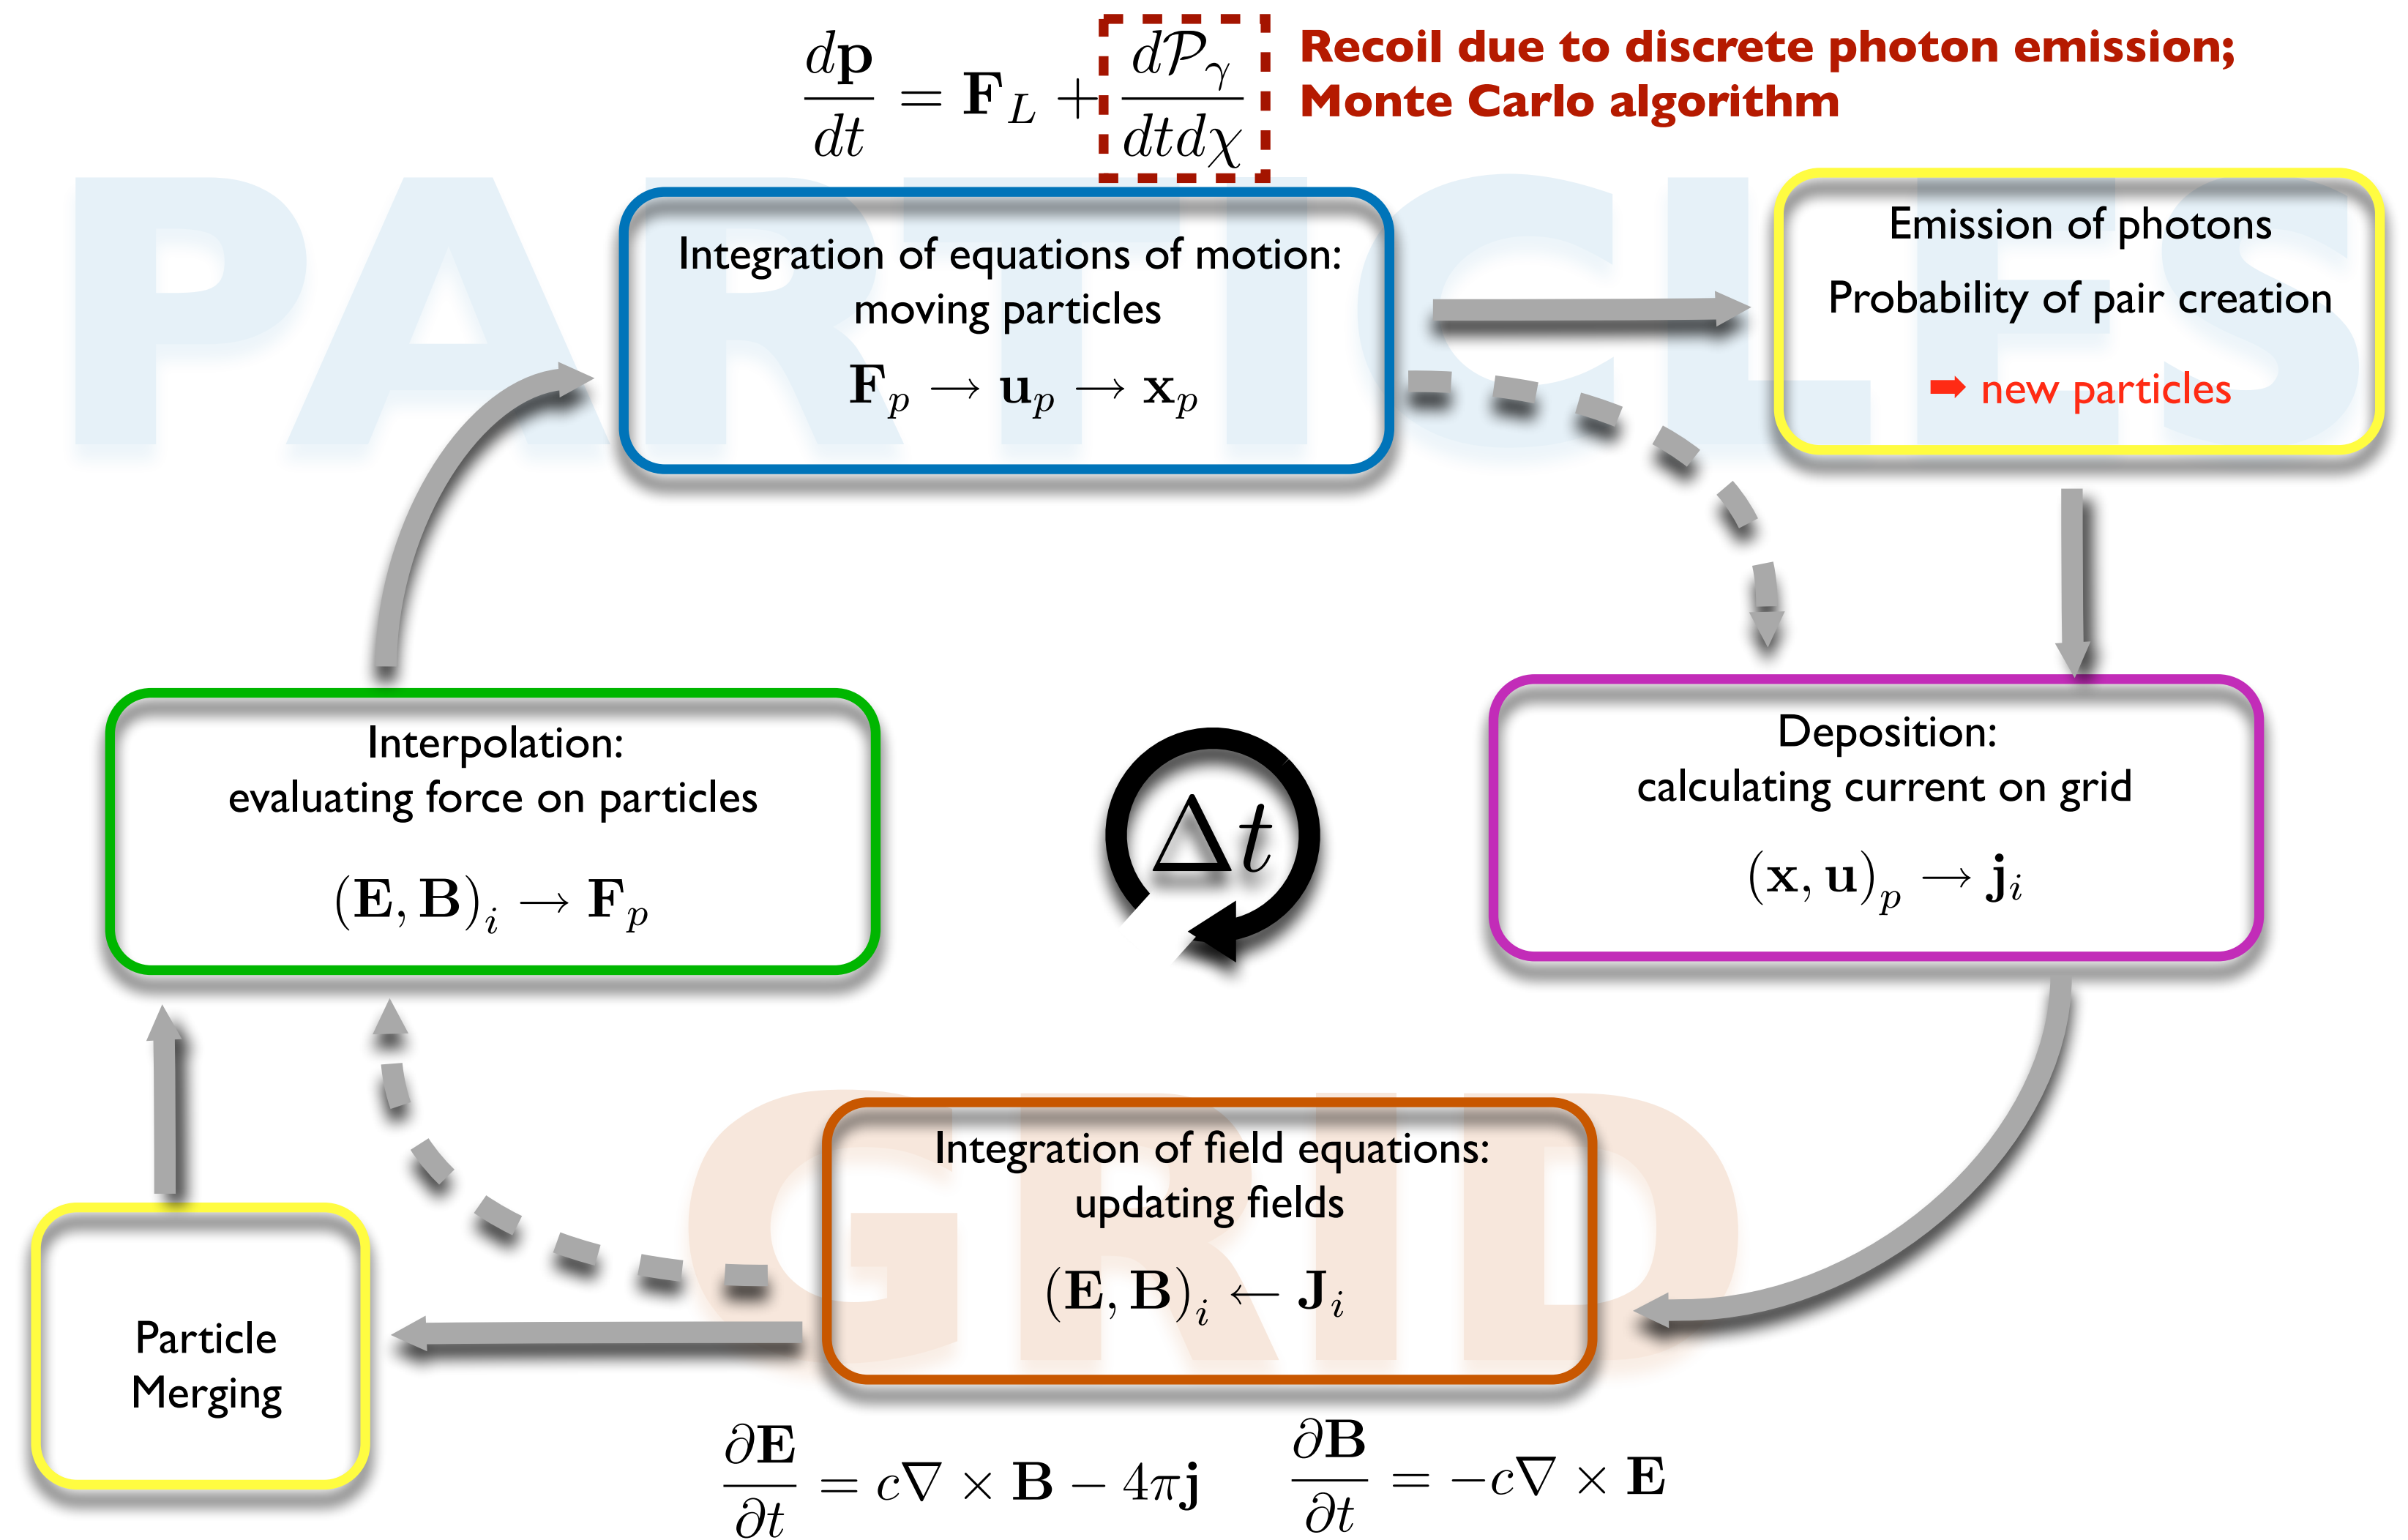 d𝐩/dt = 𝐅_L + d𝒫_γ/dtdχ
Recoil due to discrete photon emission;
Monte Carlo algorithm
PARTICLES
Integration of equations of motion:
moving particles
𝐅_p → 𝐮_p → 𝐱_p
Emission of photons
Probability of pair creation
➡ new particles
Interpolation:
evaluating force on particles
(𝐄, 𝐁)_i → 𝐅_p
Δt
Deposition:
calculating current on grid
(𝐱, 𝐮)_p → 𝐣_i
GRID
Integration of field equations:
updating fields
(𝐄, 𝐁)_i ← 𝐉_i
Particle
Merging
∂𝐄/∂t = c∇ × 𝐁 − 4π𝐣
∂𝐁/∂t = −c∇ × 𝐄